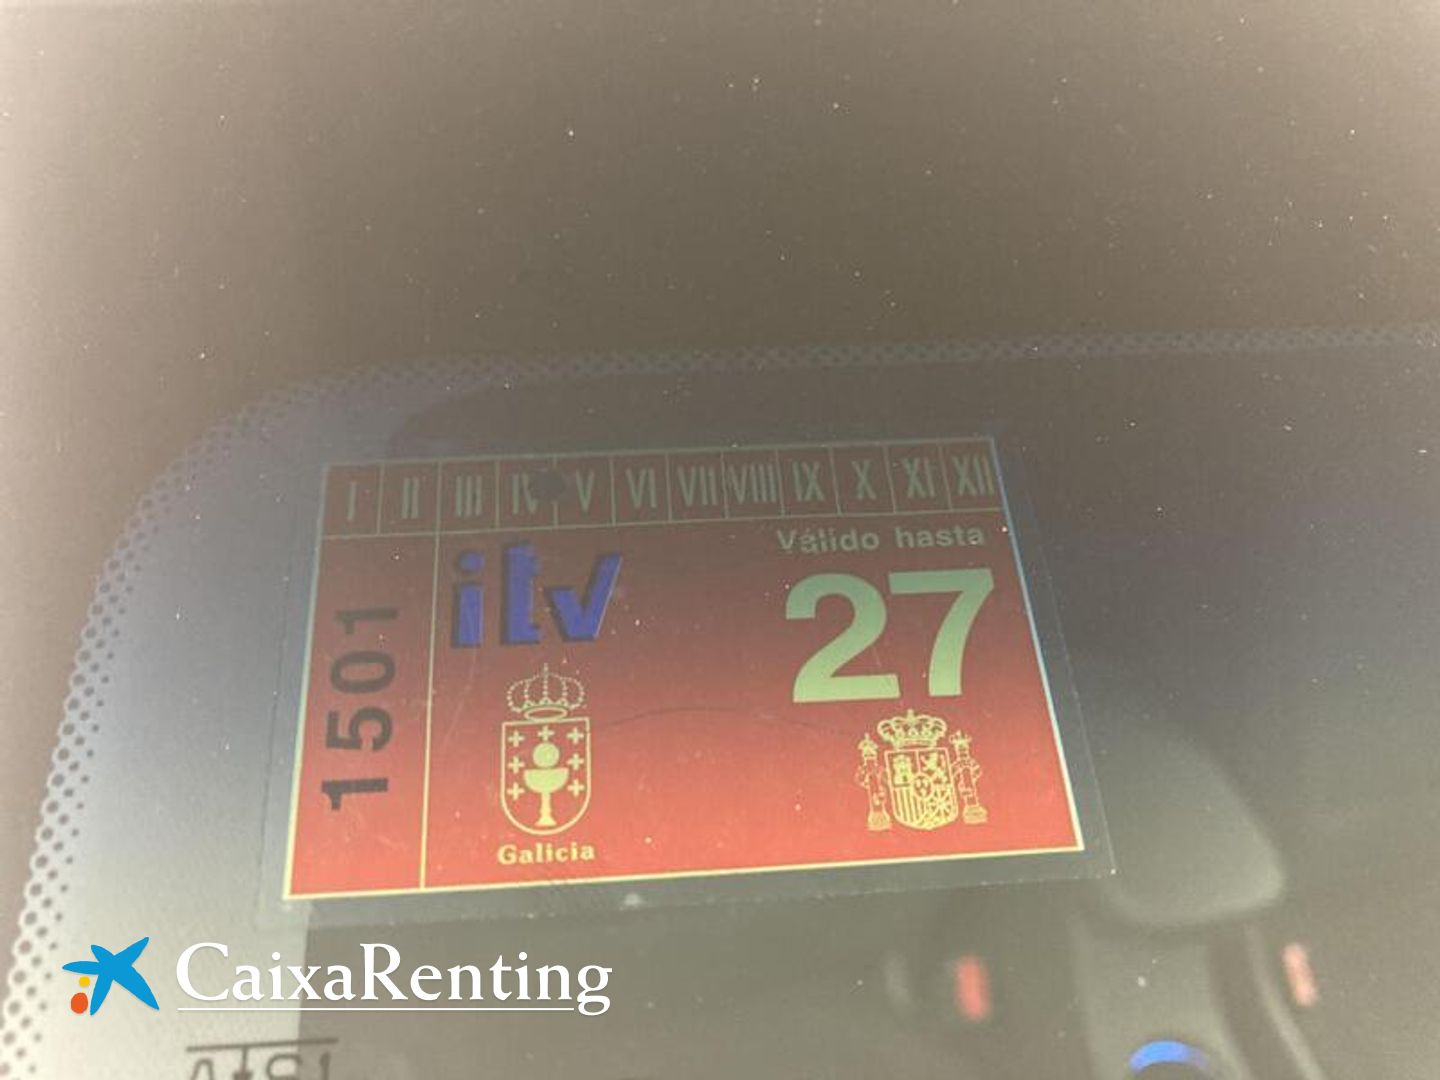 I II III IV V VI VII VIII IX X XI XII
Válido hasta
itv
27
1501
Galicia
CaixaRenting